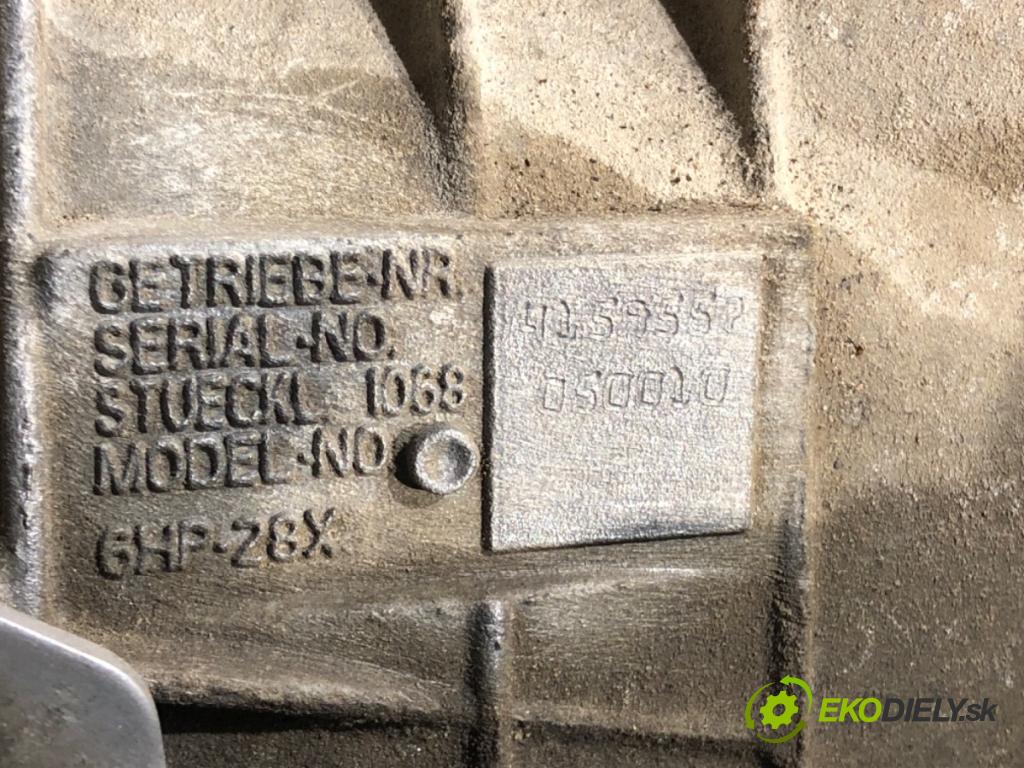 GETRIEBE-NR.
SERIAL-NO.
STUECKL. 1068
MODEL-NO.
6HP-28X
050010
EKODIELY.sk